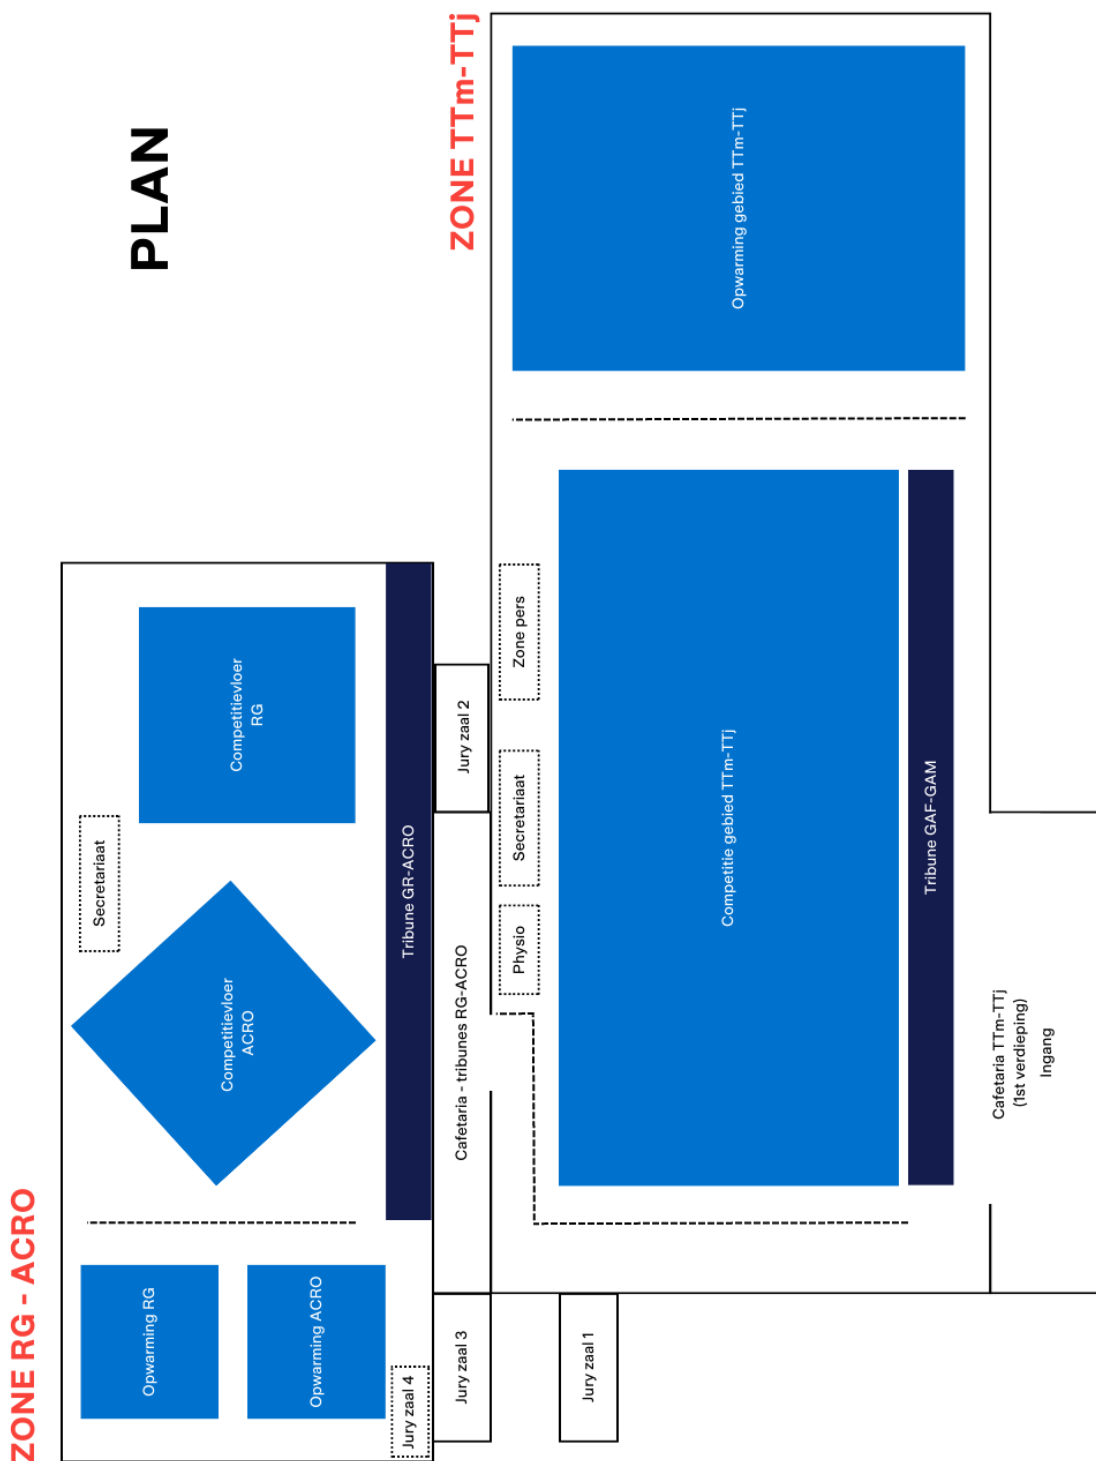 PLAN
ZONE RG - ACRO
Opwarming RG
Opwarming ACRO
Jury zaal 4
Competitievloer
ACRO
Secretariaat
Competitievloer
RG
Tribune GR-ACRO
Jury zaal 3
Cafetaria - tribunes RG-ACRO
Jury zaal 2
Jury zaal 1
ZONE TTm-TTj
Physio
Secretariaat
Zone pers
Competitie gebied TTm-TTj
Opwarming gebied TTm-TTj
Tribune GAF-GAM
Cafetaria TTm-TTj
(1st verdieping)
Ingang